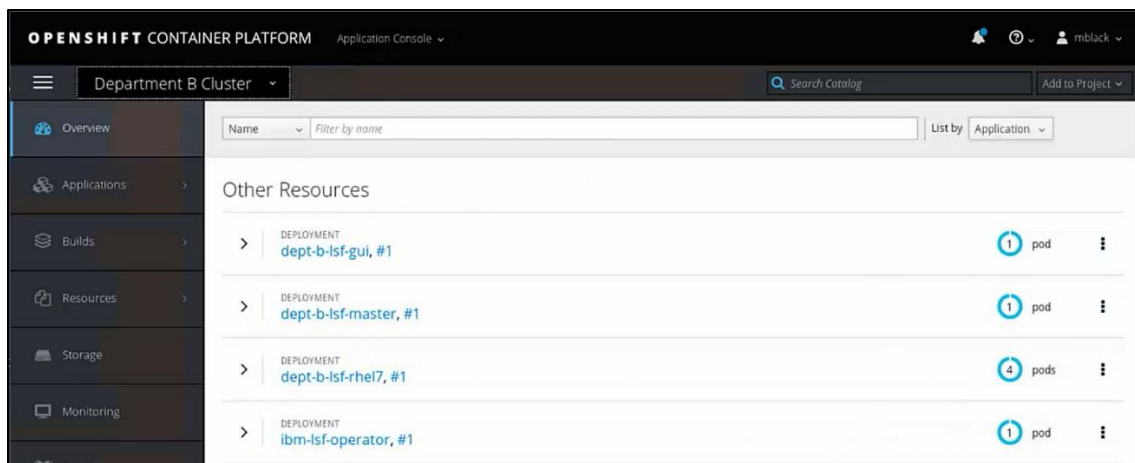 OPENSHIFT CONTAINER PLATFORM Application Console mblack
Department B Cluster Search Catalog Add to Project
Overview
Name Filter by name List by Application
Applications
Other Resources
Builds
DEPLOYMENT
dept-b-lsf-gui, #1
1 pod
Resources
DEPLOYMENT
dept-b-lsf-master, #1
1 pod
Storage
DEPLOYMENT
dept-b-lsf-rhel7, #1
4 pods
Monitoring
DEPLOYMENT
ibm-lsf-operator, #1
1 pod